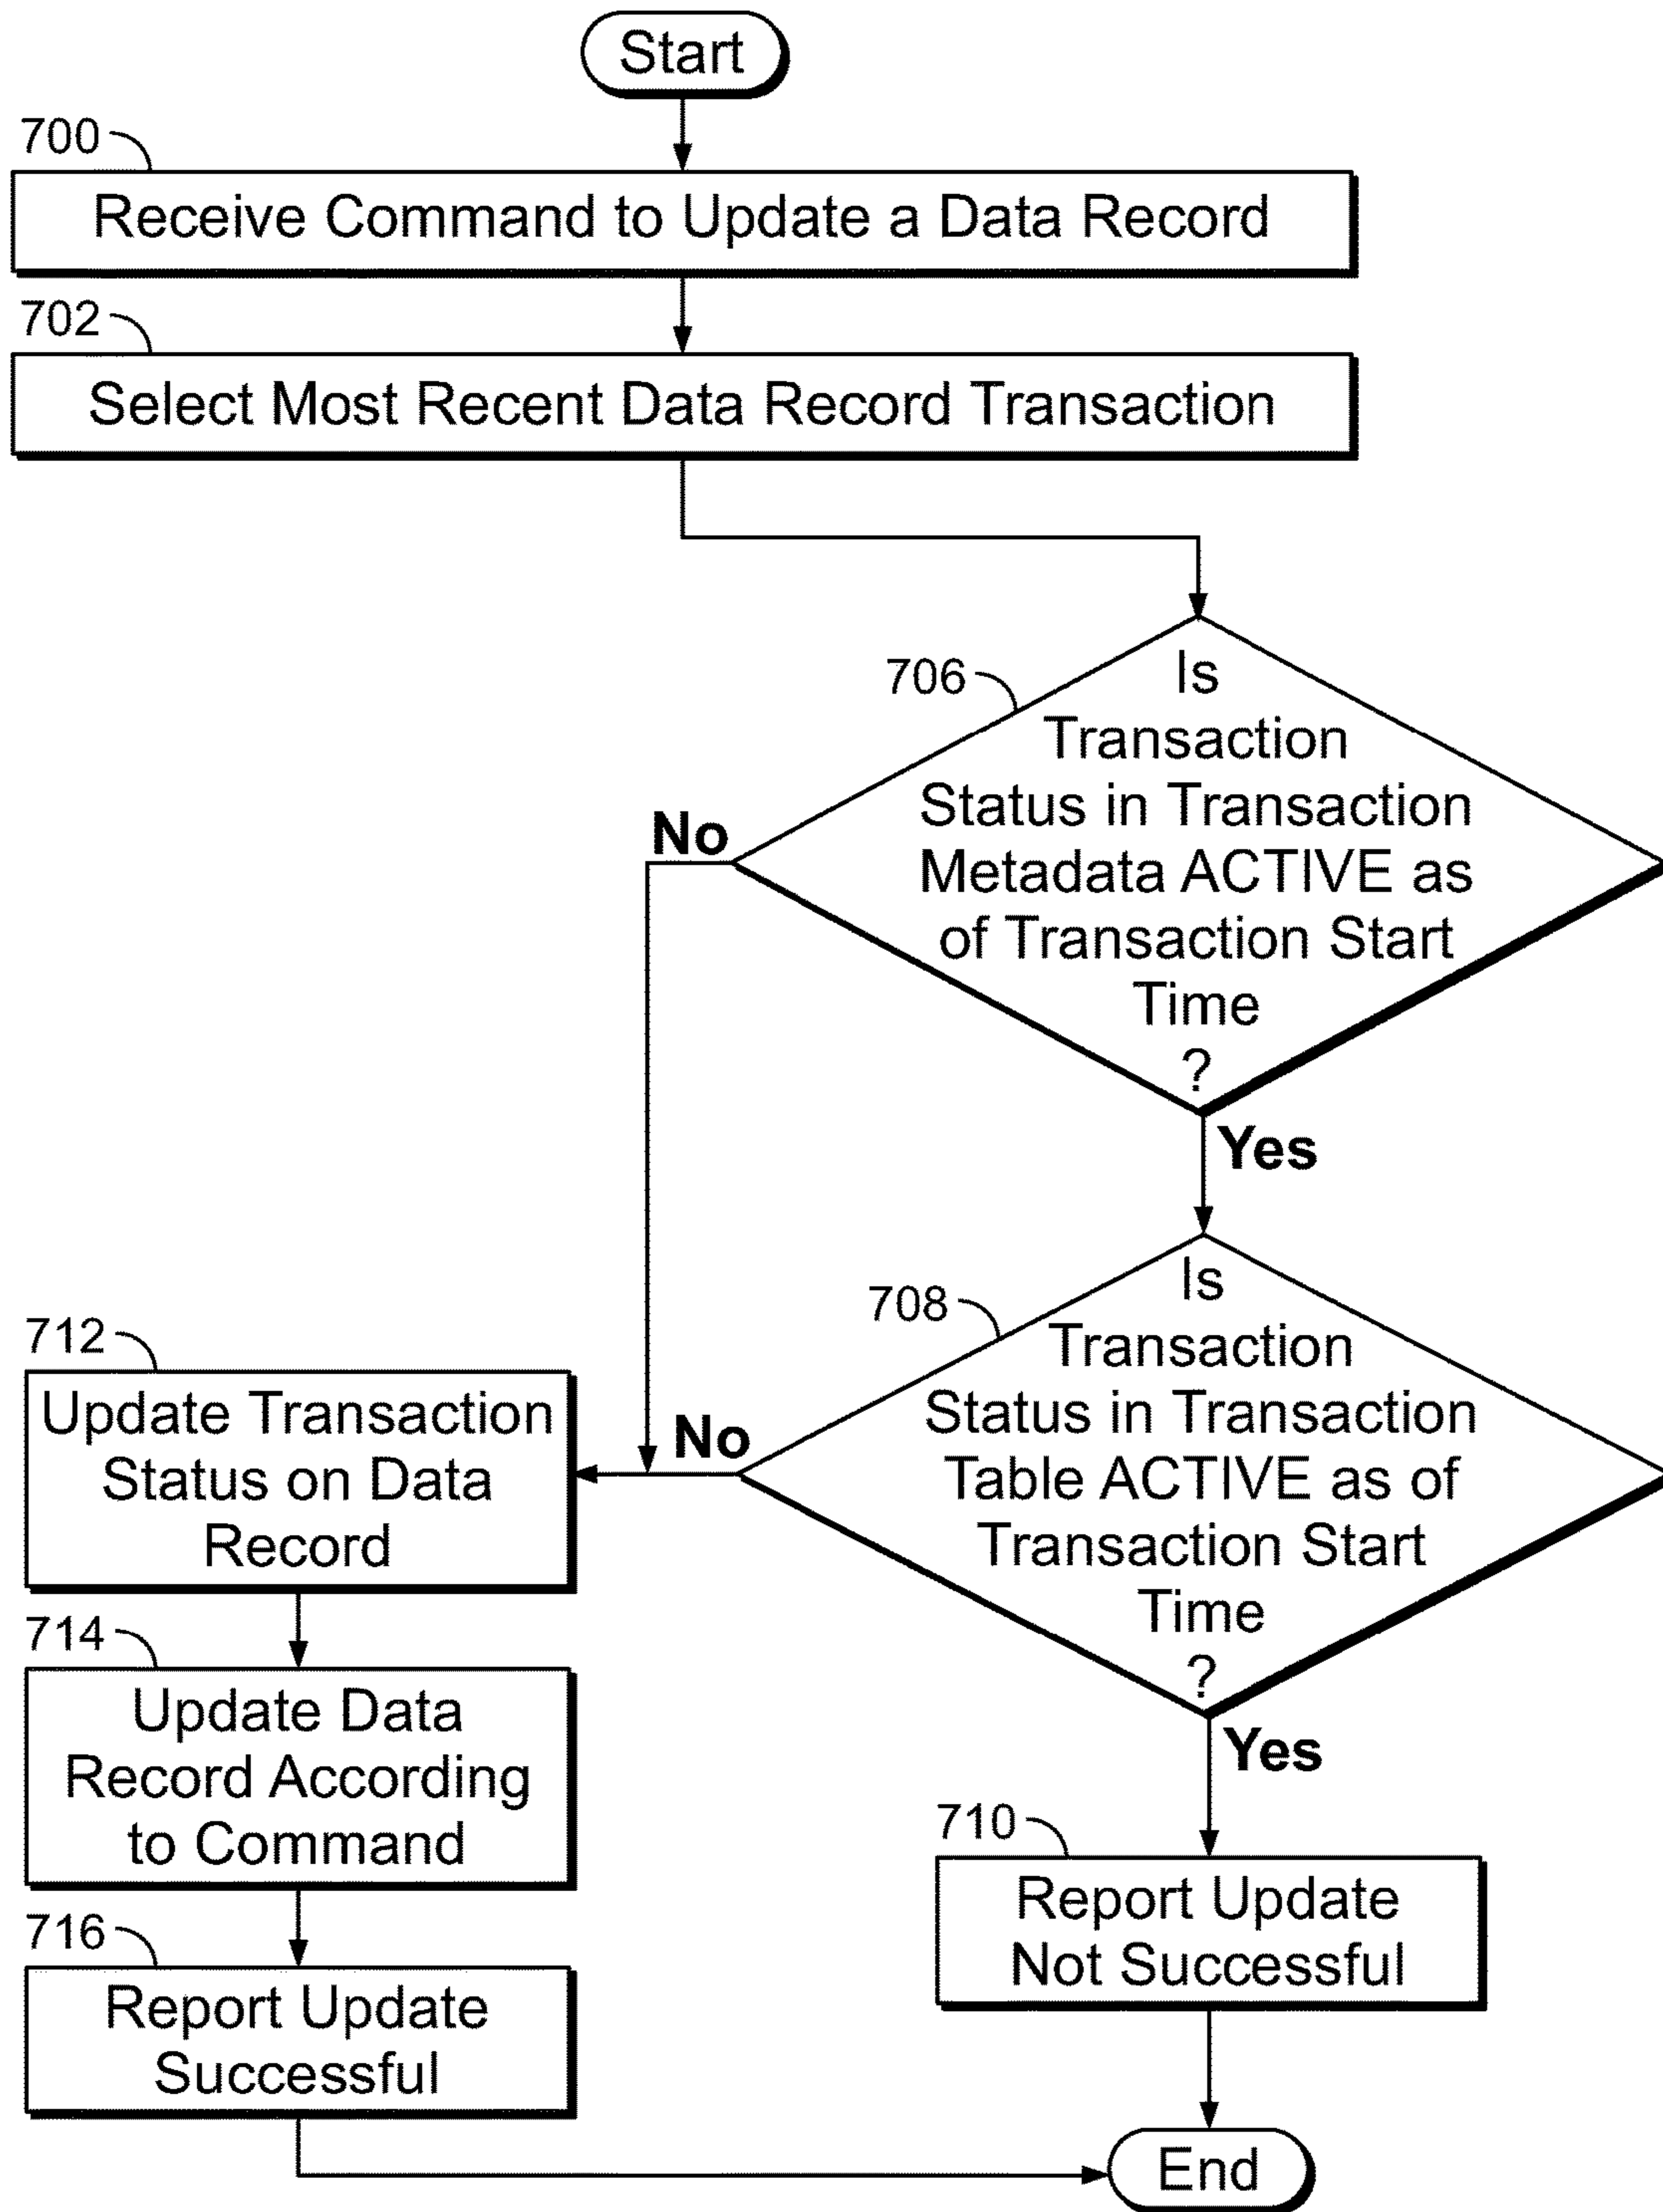 Start
700
Receive Command to Update a Data Record
702
Select Most Recent Data Record Transaction
706
Is
Transaction
Status in Transaction
Metadata ACTIVE as
of Transaction Start
Time
?
No
Yes
708
Is
Transaction
Status in Transaction
Table ACTIVE as of
Transaction Start
Time
?
No
Yes
712
Update Transaction
Status on Data
Record
714
Update Data
Record According
to Command
716
Report Update
Successful
710
Report Update
Not Successful
End